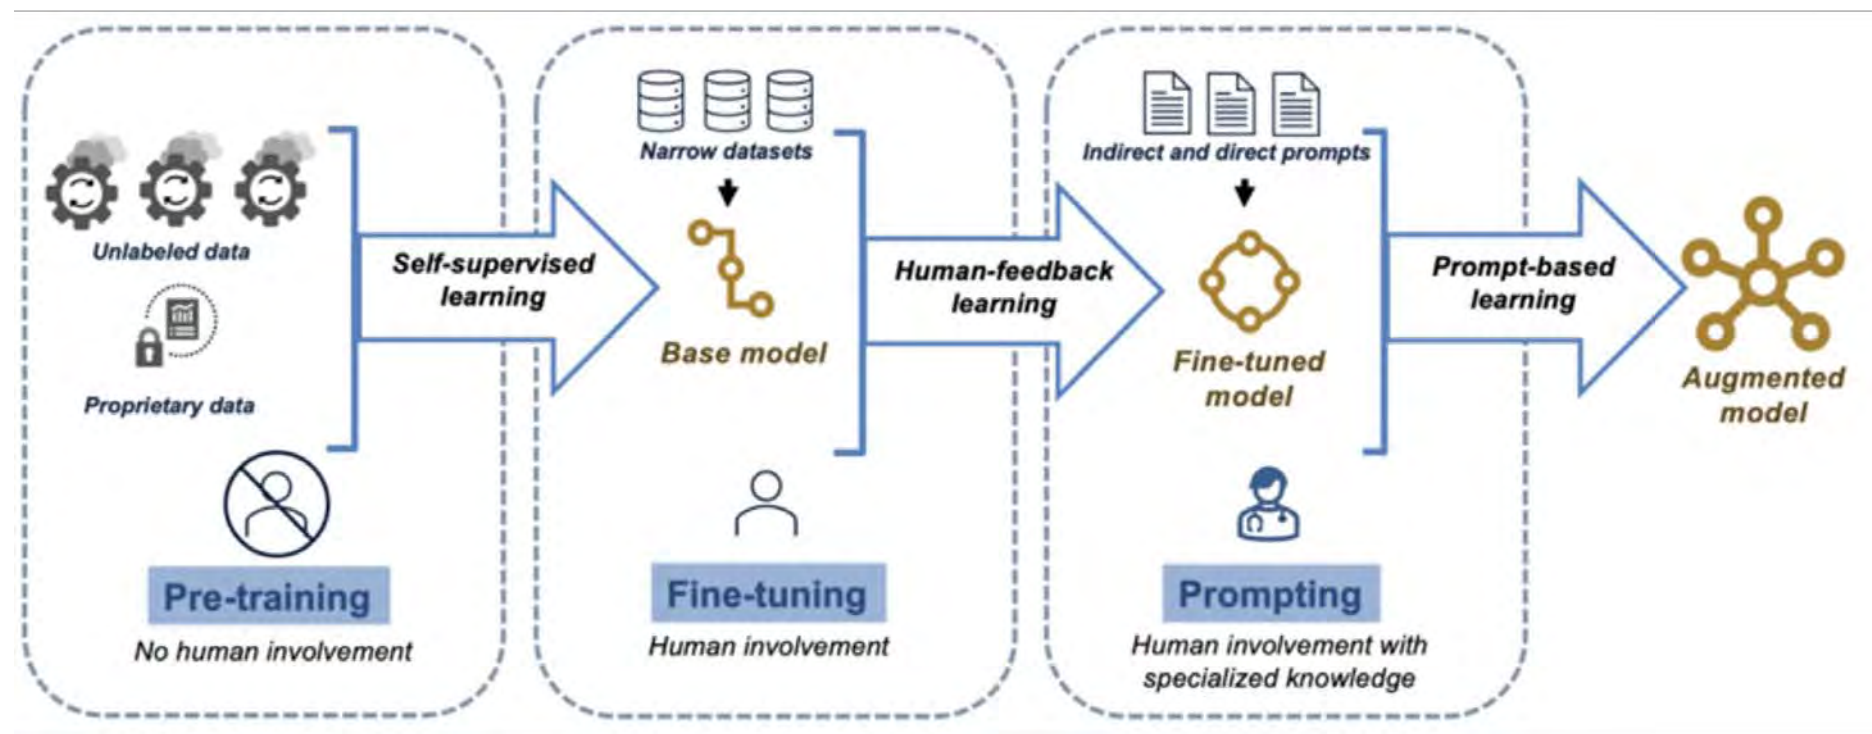 Unlabeled data
Proprietary data
Pre-training
No human involvement
Self-supervised
learning
Narrow datasets
Base model
Fine-tuning
Human involvement
Human-feedback
learning
Indirect and direct prompts
Fine-tuned
model
Prompting
Human involvement with
specialized knowledge
Prompt-based
learning
Augmented
model